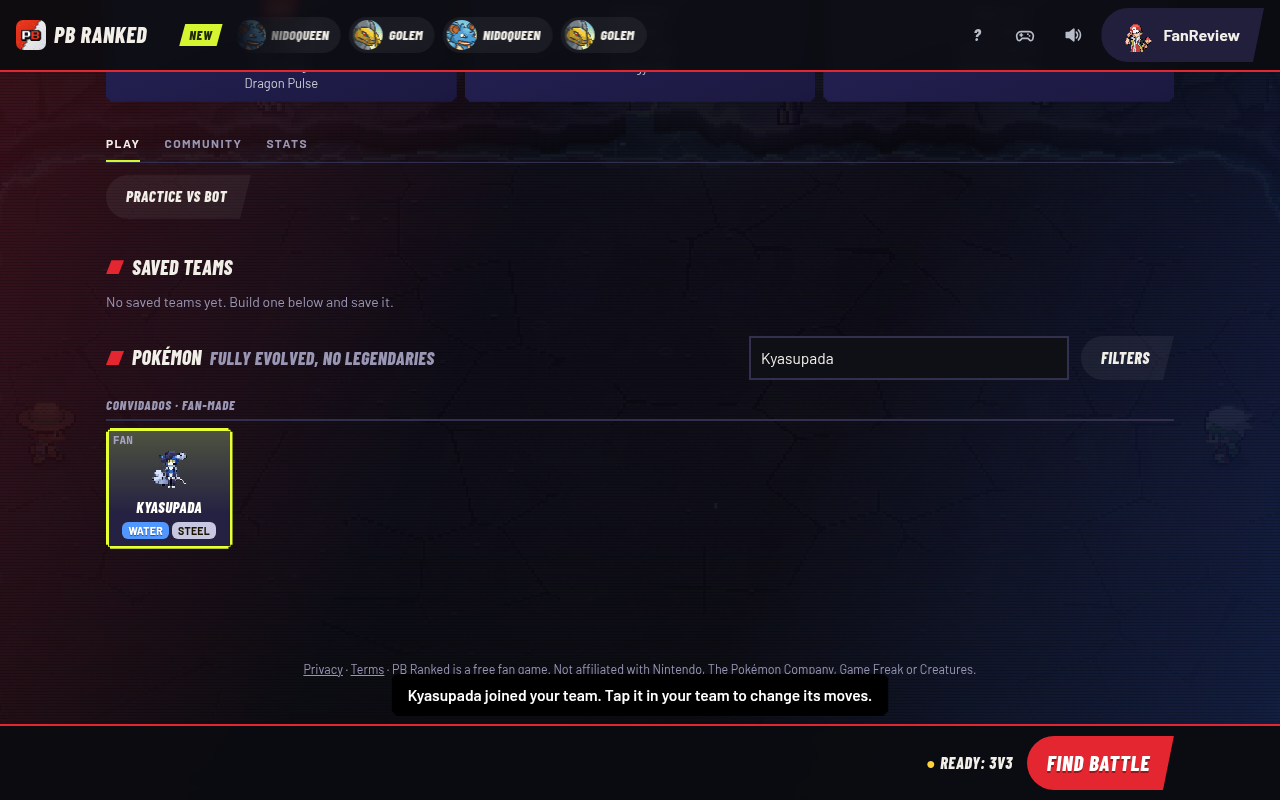 PB
PB RANKED
NEW
NIDOQUEEN
GOLEM
NIDOQUEEN
GOLEM
?
FanReview
Dragon Pulse
PLAY
COMMUNITY
STATS
PRACTICE VS BOT
SAVED TEAMS
No saved teams yet. Build one below and save it.
POKÉMON FULLY EVOLVED, NO LEGENDARIES
Kyasupada
FILTERS
CONVIDADOS · FAN-MADE
FAN
KYASUPADA
WATER STEEL
Privacy · Terms · PB Ranked is a free fan game. Not affiliated with Nintendo, The Pokémon Company, Game Freak or Creatures.
Kyasupada joined your team. Tap it in your team to change its moves.
READY: 3V3
FIND BATTLE